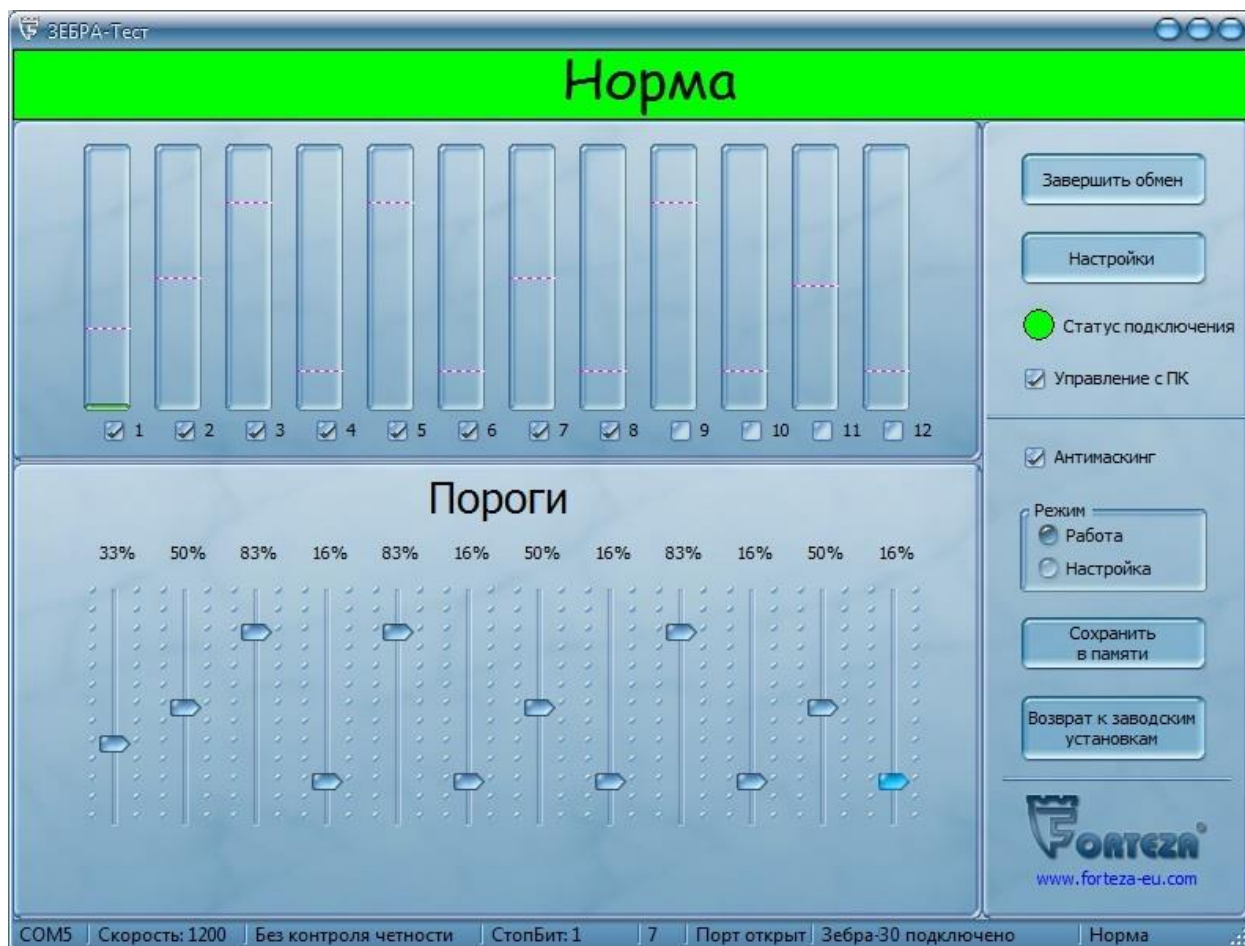 ЗЕБРА-Тест
Норма
1 2 3 4 5 6 7 8 9 10 11 12
Пороги
33% 50% 83% 16% 83% 16% 50% 16% 83% 16% 50% 16%
Завершить обмен
Настройки
Статус подключения
Управление с ПК
Антимаскинг
Режим
Работа
Настройка
Сохранить
в памяти
Возврат к заводским
установкам
FORTEZA®
www.forteza-eu.com
COM5 Скорость: 1200 Без контроля четности СтопБит: 1 7 Порт открыт Зебра-30 подключено Норма